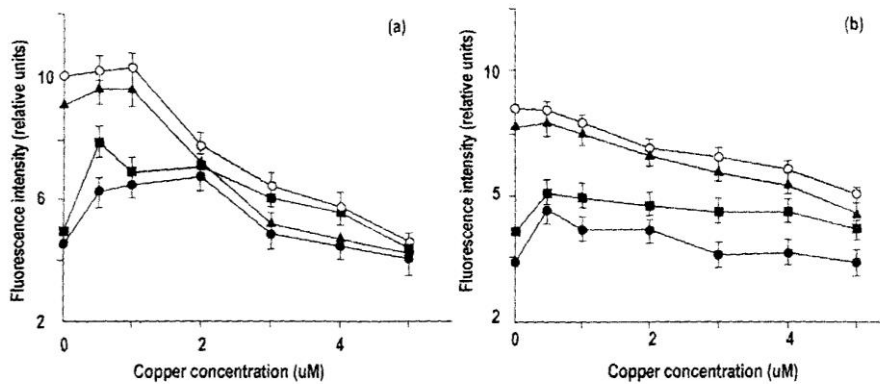 (a)
Fluorescence intensity (relative units)
10
6
2
0
2
4
Copper concentration (uM)
(b)
Fluorescence intensity (relative units)
10
5
2
0
2
4
Copper concentration (uM)